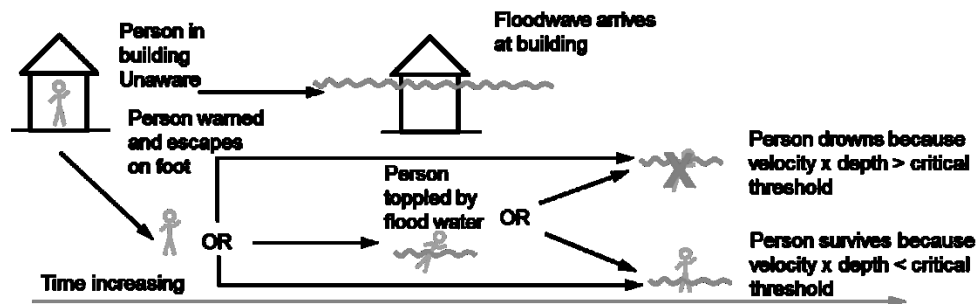 Person in
building
Unaware
Floodwave arrives
at building
Person warned
and escapes
on foot
Person
toppled by
flood water
OR
OR
Person drowns because
velocity x depth > critical
threshold
Person survives because
velocity x depth < critical
threshold
Time increasing